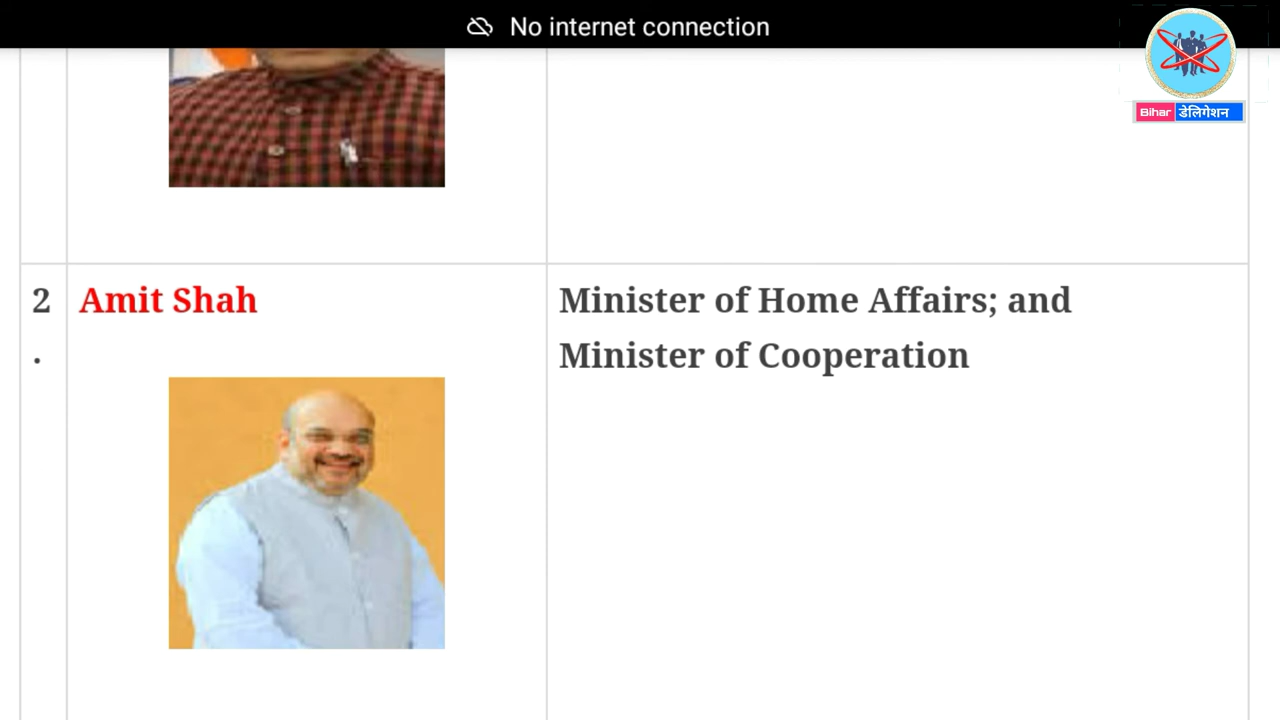 No internet connection
Bihar डेलिगेशन
2 Amit Shah Minister of Home Affairs; and
. Minister of Cooperation